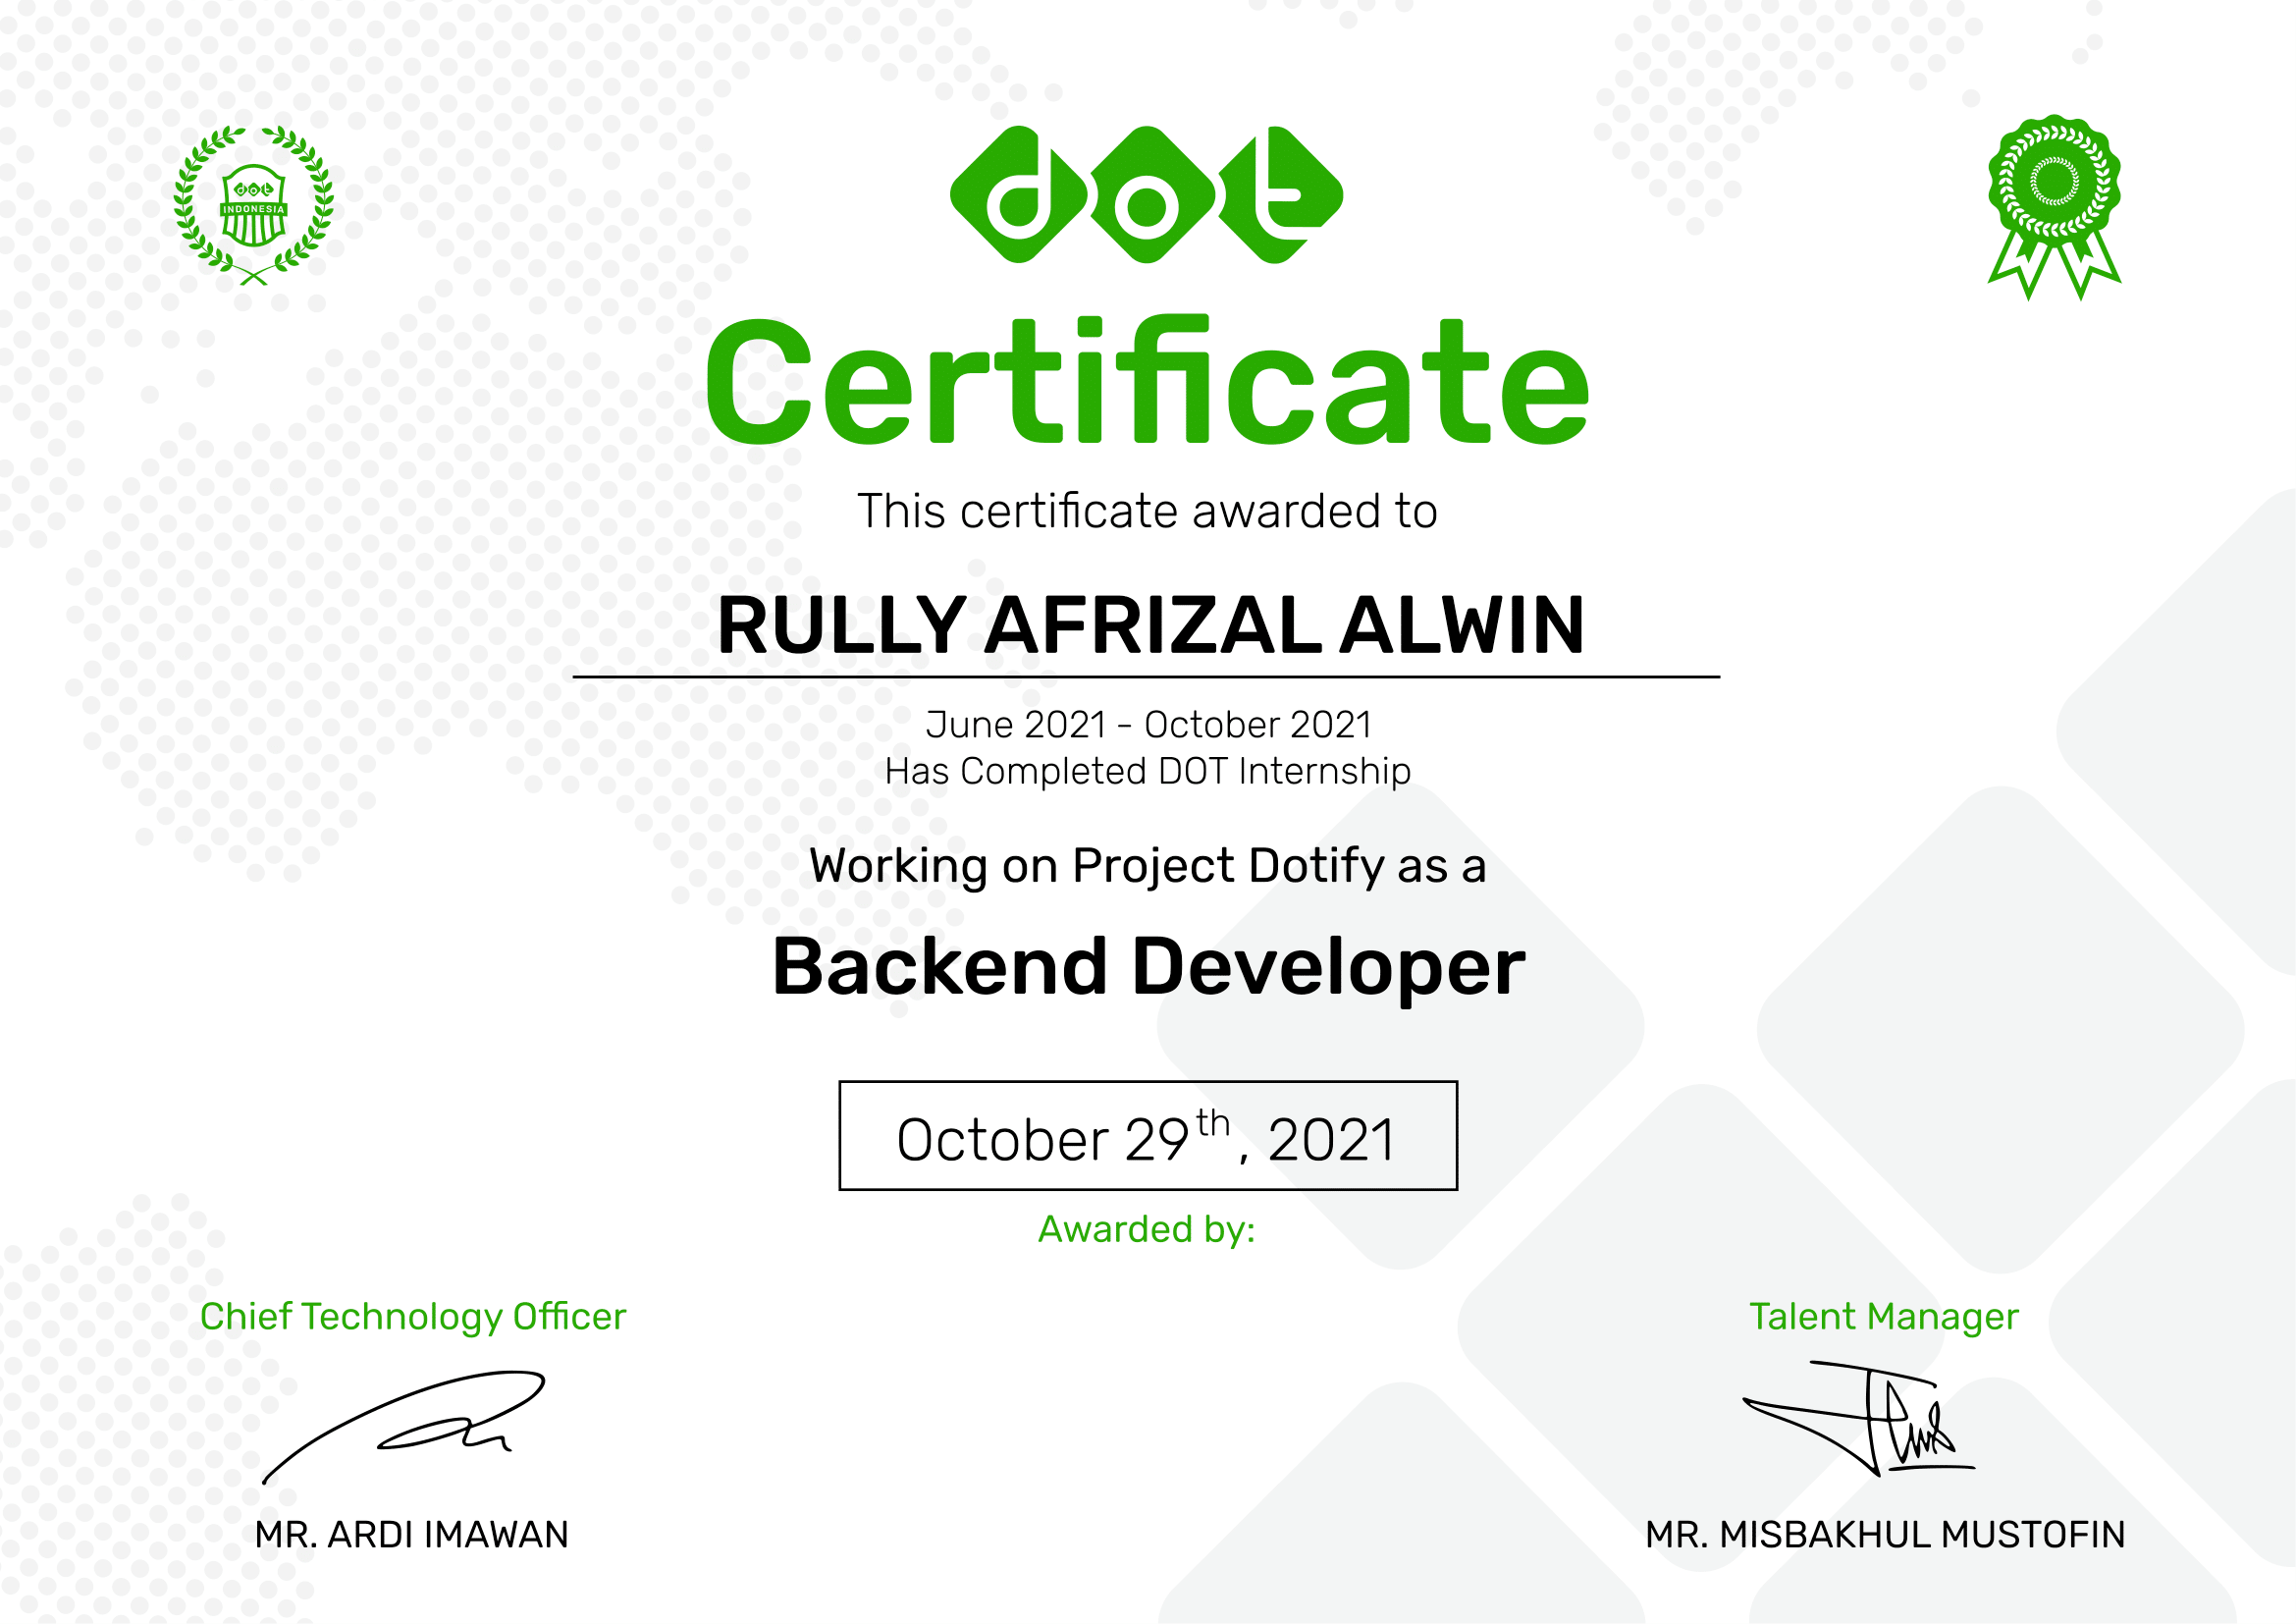 dot
INDONESIA
dot
Certificate
This certificate awarded to
RULLY AFRIZAL ALWIN
June 2021 - October 2021
Has Completed DOT Internship
Working on Project Dotify as a
Backend Developer
October 29th, 2021
Awarded by:
Chief Technology Officer
MR. ARDI IMAWAN
Talent Manager
MR. MISBAKHUL MUSTOFIN